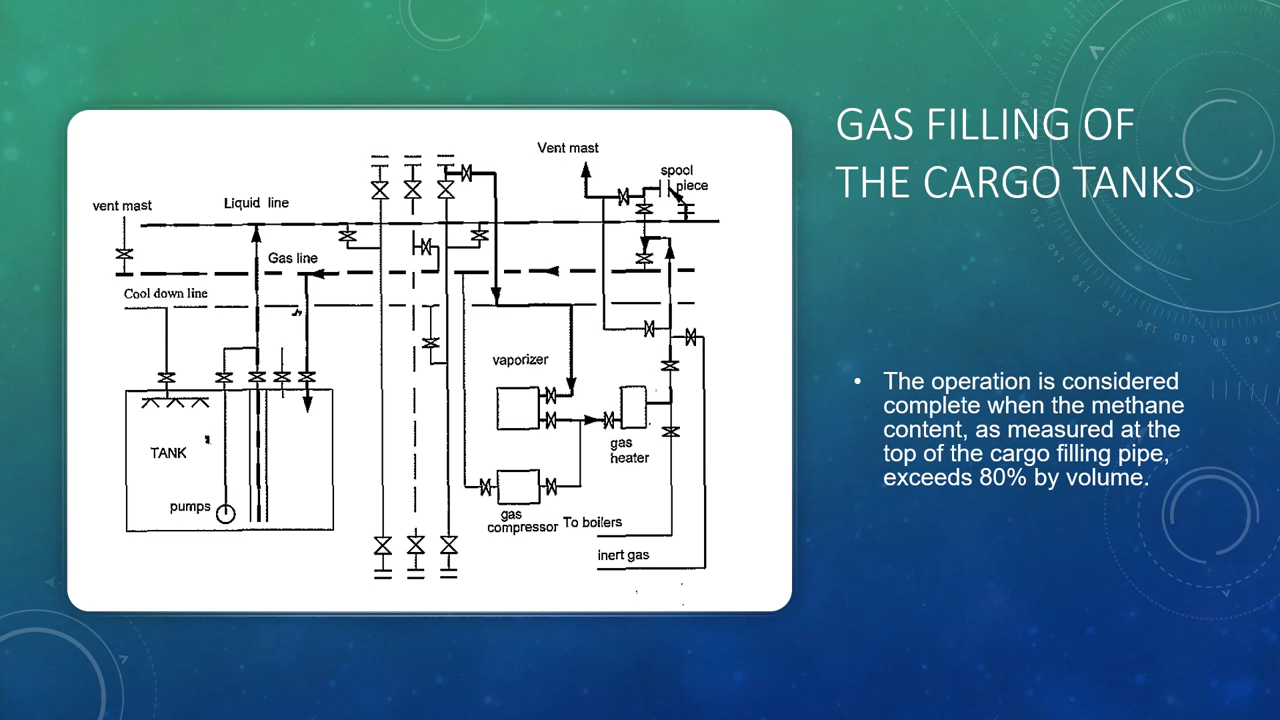 GAS FILLING OF
THE CARGO TANKS
• The operation is considered
complete when the methane
content, as measured at the
top of the cargo filling pipe,
exceeds 80% by volume.
Vent mast
spool
piece
vent mast
Liquid line
Gas line
Cool down line
vaporizer
TANK
gas
heater
pumps
gas
compressor
To boilers
inert gas